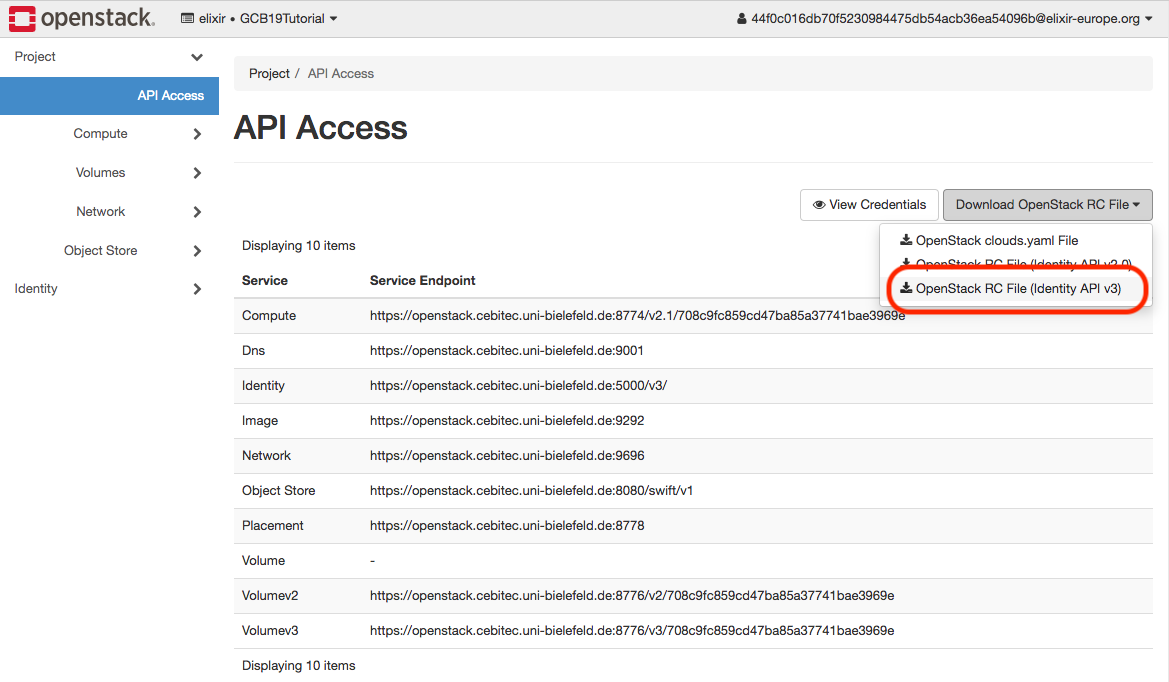 openstack. elixir • GCB19Tutorial 44f0c016db70f5230984475db54acb36ea54096b@elixir-europe.org
Project
API Access
Compute
Volumes
Network
Object Store
Identity
Project / API Access
API Access
View Credentials Download OpenStack RC File
OpenStack clouds.yaml File
OpenStack RC File (Identity API v2.0)
OpenStack RC File (Identity API v3)
Displaying 10 items
Service Service Endpoint
Compute https://openstack.cebitec.uni-bielefeld.de:8774/v2.1/708c9fc859cd47ba85a37741bae3969e
Dns https://openstack.cebitec.uni-bielefeld.de:9001
Identity https://openstack.cebitec.uni-bielefeld.de:5000/v3/
Image https://openstack.cebitec.uni-bielefeld.de:9292
Network https://openstack.cebitec.uni-bielefeld.de:9696
Object Store https://openstack.cebitec.uni-bielefeld.de:8080/swift/v1
Placement https://openstack.cebitec.uni-bielefeld.de:8778
Volume -
Volumev2 https://openstack.cebitec.uni-bielefeld.de:8776/v2/708c9fc859cd47ba85a37741bae3969e
Volumev3 https://openstack.cebitec.uni-bielefeld.de:8776/v3/708c9fc859cd47ba85a37741bae3969e
Displaying 10 items